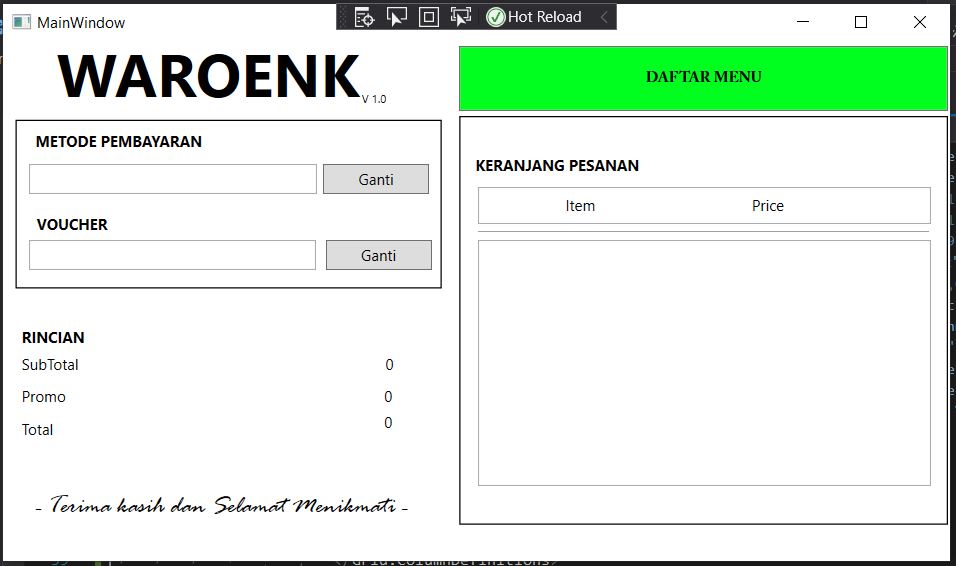 MainWindow
Hot Reload
WAROENK
V 1.0
METODE PEMBAYARAN
Ganti
VOUCHER
Ganti
RINCIAN
SubTotal 0
Promo 0
Total 0
- Terima kasih dan Selamat Menikmati -
DAFTAR MENU
KERANJANG PESANAN
Item Price